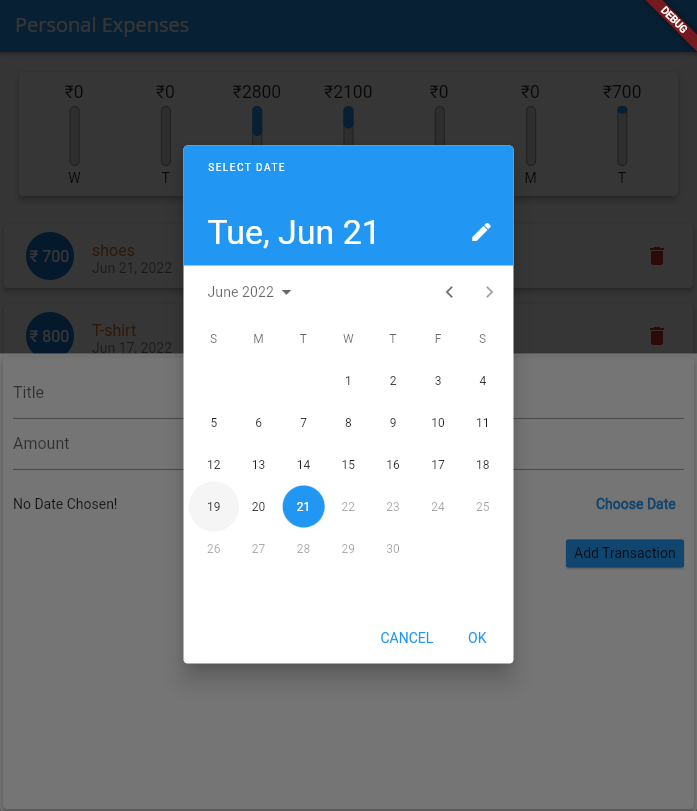 Personal Expenses
DEBUG
₹0 ₹0 ₹2800 ₹2100 ₹0 ₹0 ₹700
W T M T
SELECT DATE
Tue, Jun 21
₹ 700 shoes
Jun 21, 2022
June 2022
₹ 800 T-shirt
Jun 17, 2022
S M T W T F S
1 2 3 4
5 6 7 8 9 10 11
12 13 14 15 16 17 18
19 20 21 22 23 24 25
26 27 28 29 30
CANCEL OK
Title
Amount
No Date Chosen! Choose Date
Add Transaction